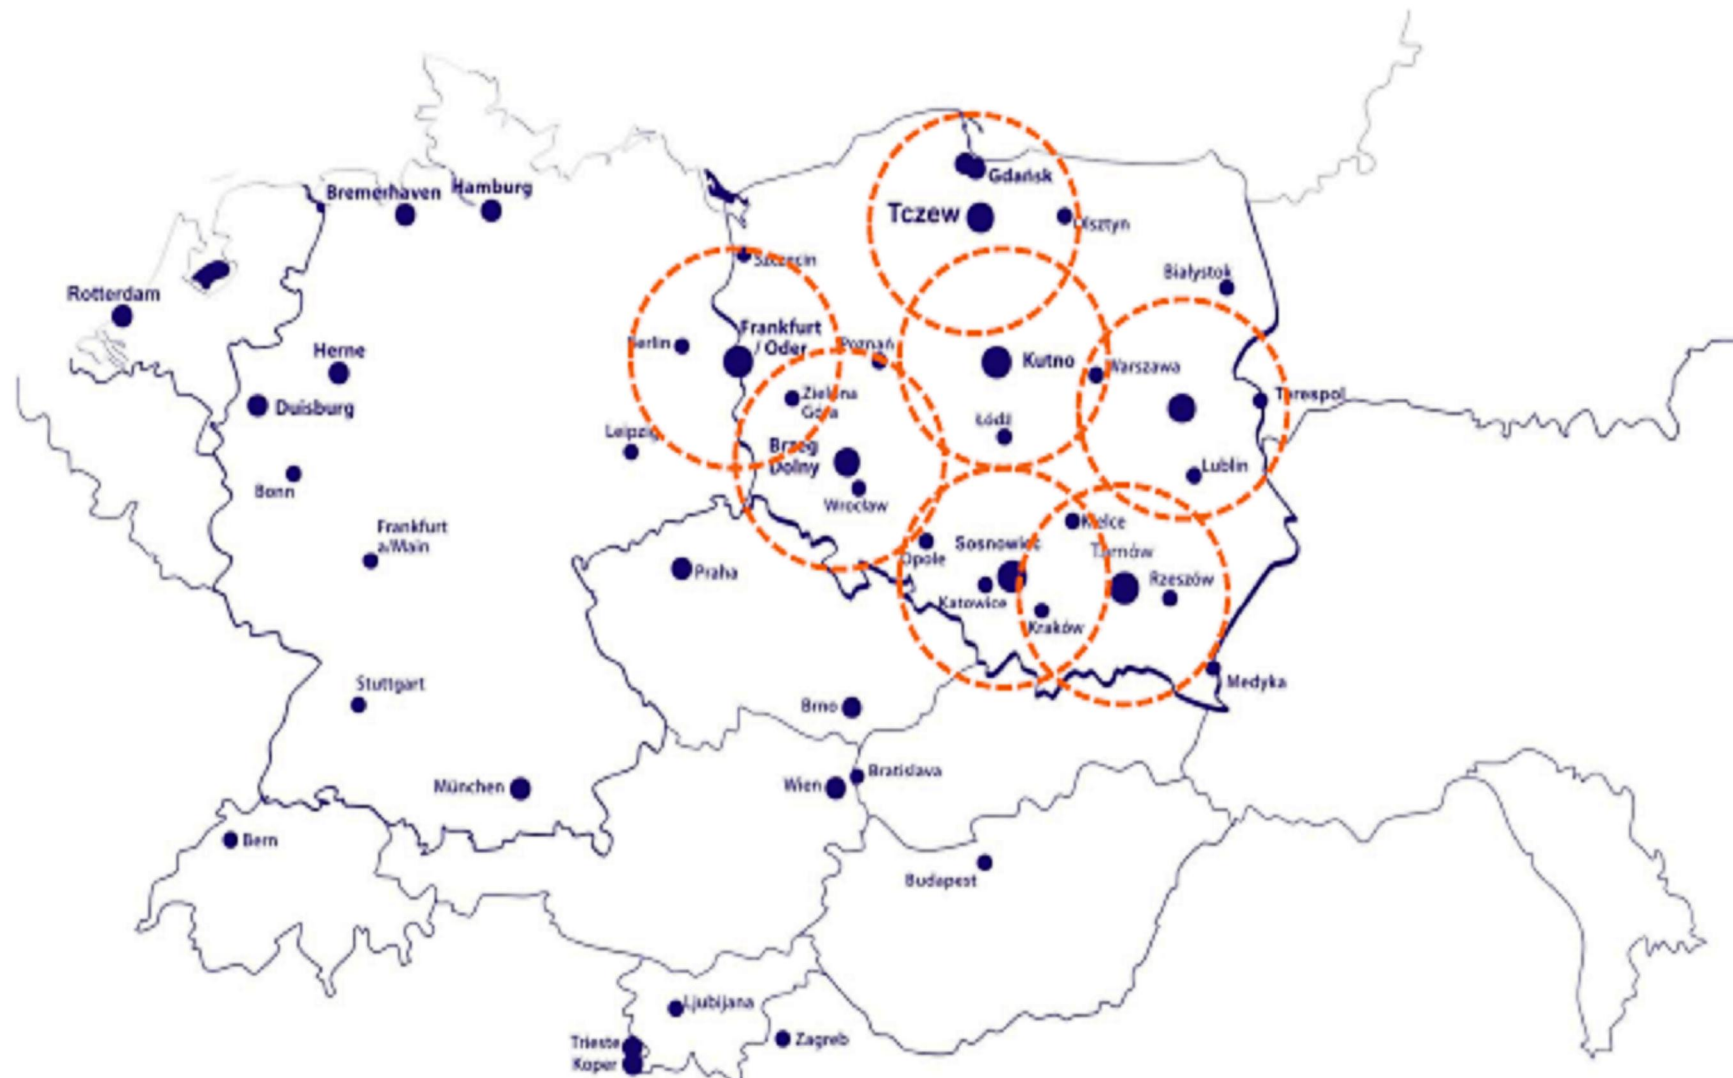 Bremerhaven
Hamburg
Gdańsk
Tczew
Olsztyn
Szczecin
Białystok
Rotterdam
Frankfurt
/ Oder
Berlin
Poznań
Herne
Kutno
Warszawa
Terespol
Zielona
Góra
Duisburg
Łódź
Leipzig
Brzeg
Dolny
Lublin
Bonn
Wrocław
Kielce
Frankfurt
a/Main
Opole
Sosnowiec
Tarnów
Praha
Rzeszów
Katowice
Kraków
Medyka
Stuttgart
Brno
Bratislava
München
Wien
Bern
Budapest
Ljubijana
Trieste
Zagreb
Koper